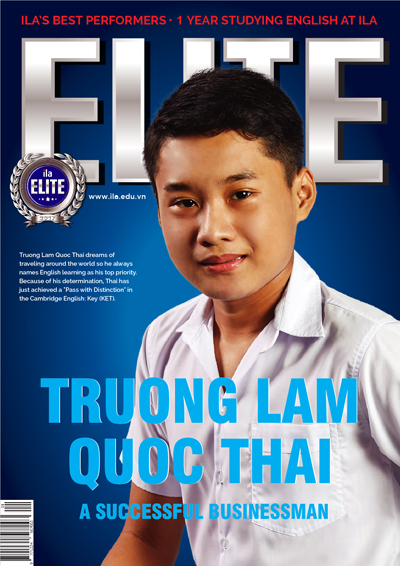 ILA'S BEST PERFORMERS • 1 YEAR STUDYING ENGLISH AT ILA
ELITE
ila
ELITE
2017
www.ila.edu.vn
Truong Lam Quoc Thai dreams of
traveling around the world so he always
names English learning as his top priority.
Because of his determination, Thai has
just achieved a "Pass with Distinction" in
the Cambridge English: Key (KET).
TRUONG LAM
QUOC THAI
A SUCCESSFUL BUSINESSMAN